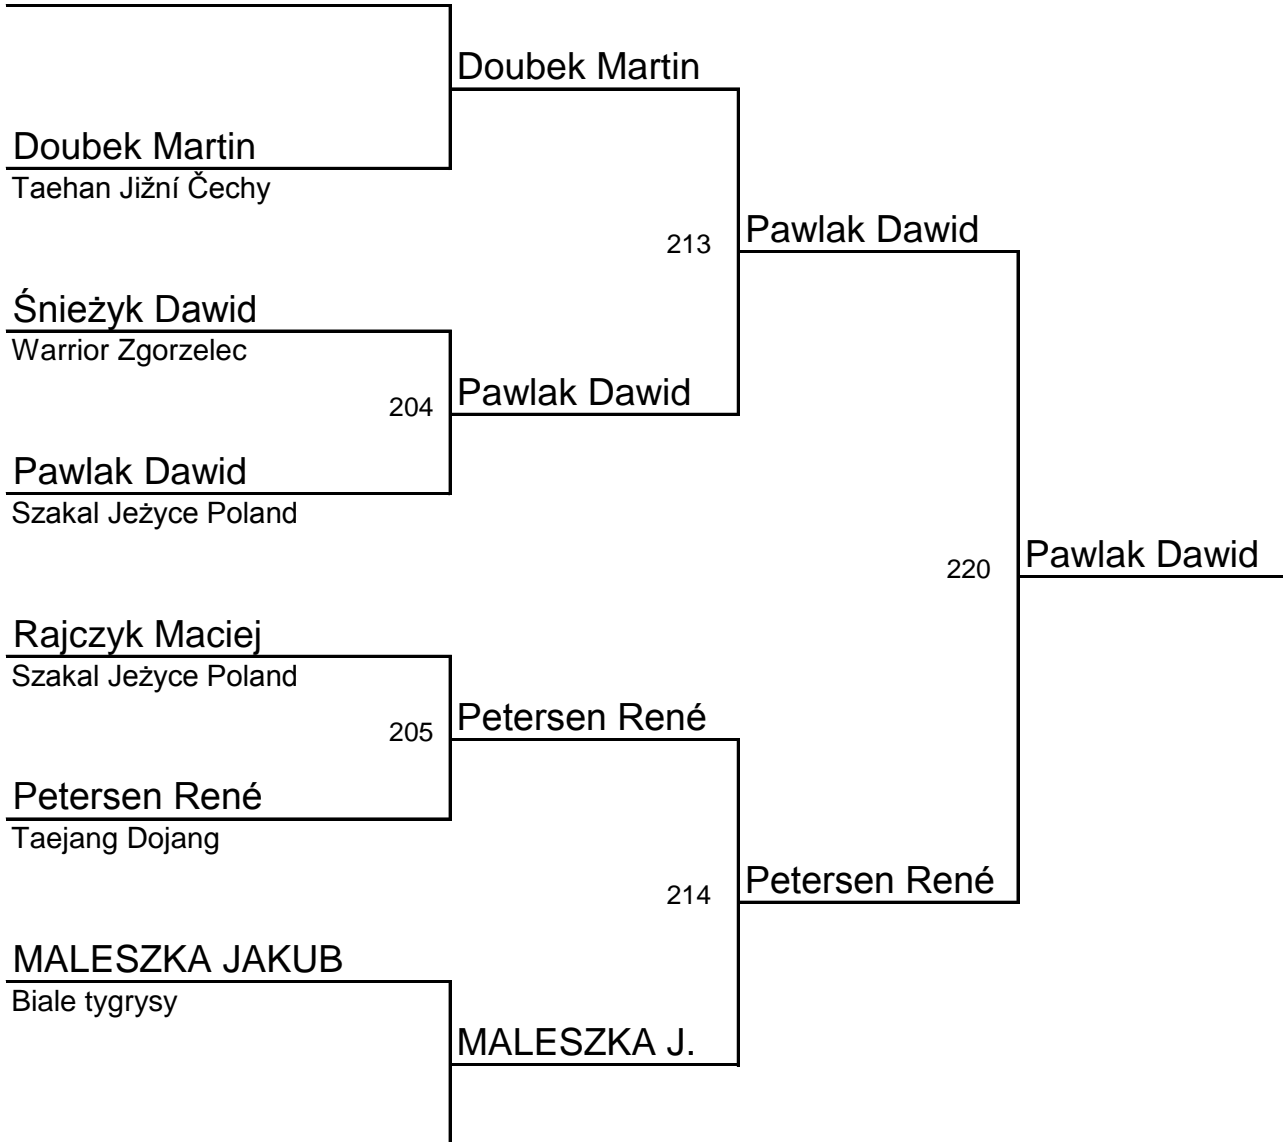 Doubek Martin
Doubek Martin
Taehan Jižní Čechy
213
Pawlak Dawid
Śnieżyk Dawid
Warrior Zgorzelec
204
Pawlak Dawid
Pawlak Dawid
Szakal Jeżyce Poland
220
Pawlak Dawid
Rajczyk Maciej
Szakal Jeżyce Poland
205
Petersen René
Petersen René
Taejang Dojang
214
Petersen René
MALESZKA JAKUB
Biale tygrysy
MALESZKA J.